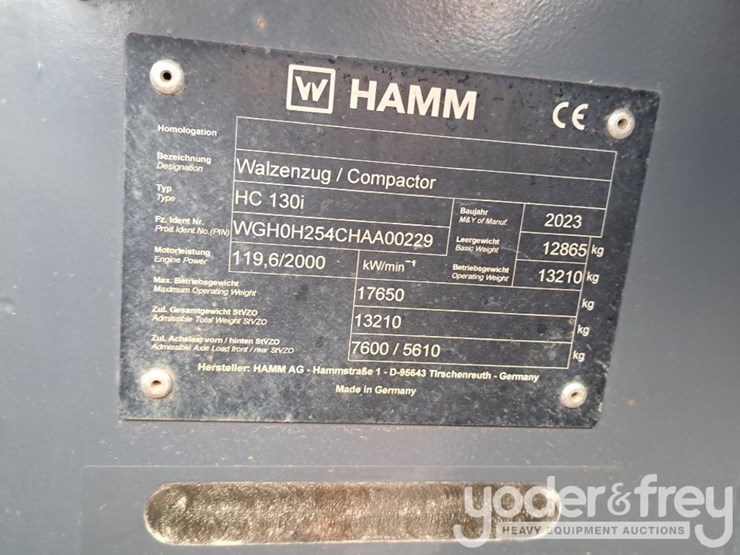 W HAMM
CE
Homologation
Bezeichnung
Designation
Walzenzug / Compactor
Typ
Type
HC 130i
Baujahr
M&Y of Manuf.
2023
Fz. Ident Nr.
Prod.Ident.No.(PIN)
WGH0H254CHAA00229
Leergewicht
Basic Weight
12865 kg
Motorleistung
Engine Power
119,6/2000 kW/min⁻¹
Betriebsgewicht
Operating Weight
13210 kg
Max. Betriebsgewicht
Maximum Operating Weight
17650 kg
Zul. Gesamtgewicht StVZO
Admissible Total Weight StVZO
13210 kg
Zul. Achslast vorn / hinten StVZO
Admissible Axle Load front / rear StVZO
7600 / 5610 kg
Hersteller: HAMM AG - Hammstraße 1 - D-95643 Tirschenreuth - Germany
Made in Germany
yoder&frey
HEAVY EQUIPMENT AUCTIONS